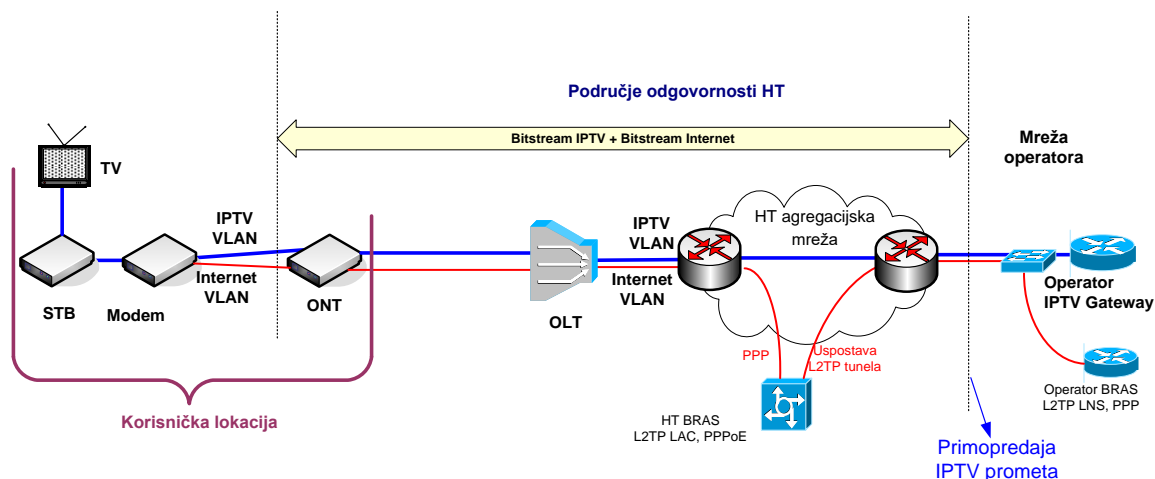 Područje odgovornosti HT
Bitstream IPTV + Bitstream Internet
Mreža
operatora
TV
IPTV
VLAN
Internet
VLAN
STB
Modem
ONT
OLT
IPTV
VLAN
Internet
VLAN
HT agregacijska
mreža
Operator
IPTV Gateway
PPP
Uspostava
L2TP tunela
HT BRAS
L2TP LAC, PPPoE
Operator BRAS
L2TP LNS, PPP
Korisnička lokacija
Primopredaja
IPTV prometa